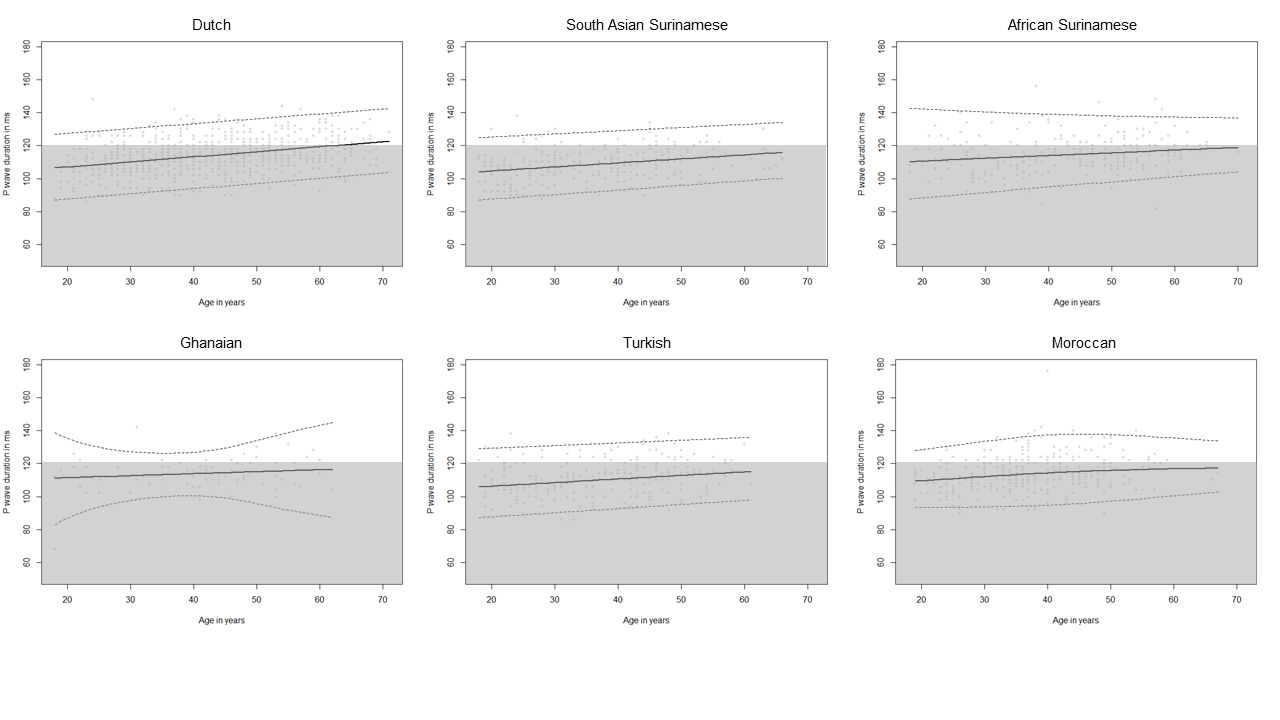 Dutch
South Asian Surinamese
African Surinamese
P wave duration in ms
180
160
140
120
100
80
60
20 30 40 50 60 70
Age in years
P wave duration in ms
180
160
140
120
100
80
60
20 30 40 50 60 70
Age in years
P wave duration in ms
180
160
140
120
100
80
60
20 30 40 50 60 70
Age in years
Ghanaian
Turkish
Moroccan
P wave duration in ms
180
160
140
120
100
80
60
20 30 40 50 60 70
Age in years
P wave duration in ms
180
160
140
120
100
80
60
20 30 40 50 60 70
Age in years
P wave duration in ms
180
160
140
120
100
80
60
20 30 40 50 60 70
Age in years